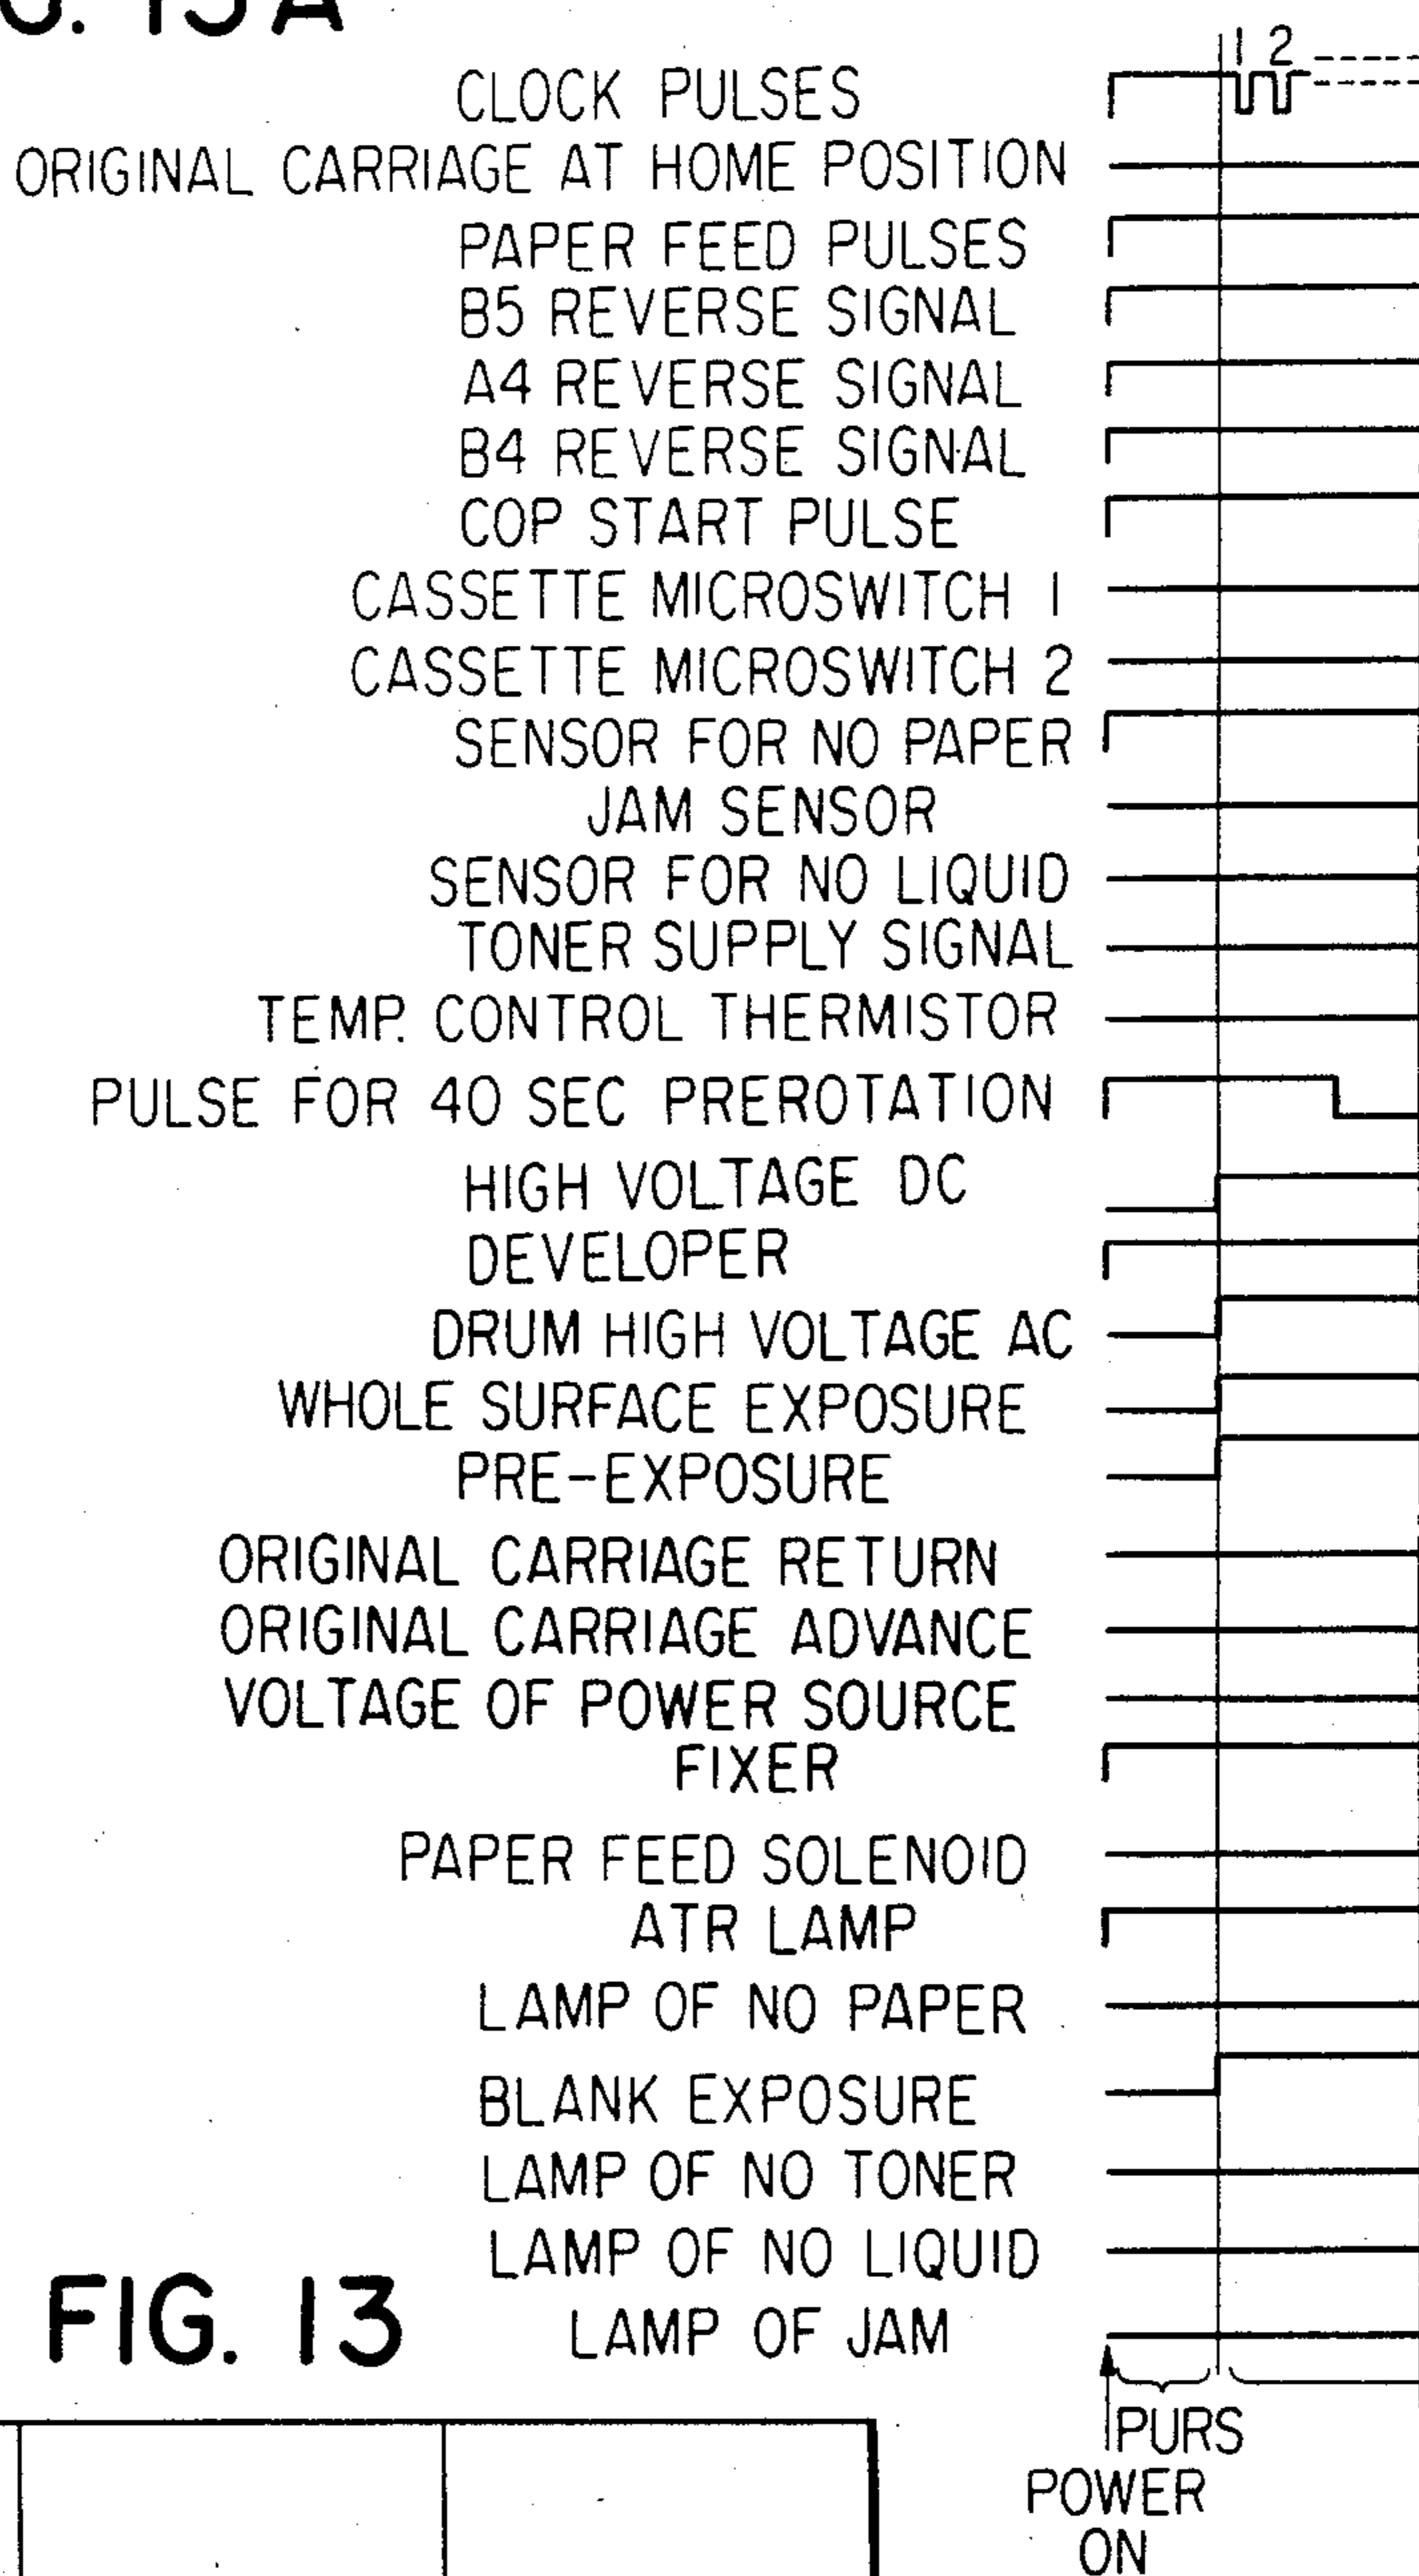 1 2
CLOCK PULSES
ORIGINAL CARRIAGE AT HOME POSITION
PAPER FEED PULSES
B5 REVERSE SIGNAL
A4 REVERSE SIGNAL
B4 REVERSE SIGNAL
COP START PULSE
CASSETTE MICROSWITCH 1
CASSETTE MICROSWITCH 2
SENSOR FOR NO PAPER
JAM SENSOR
SENSOR FOR NO LIQUID
TONER SUPPLY SIGNAL
TEMP. CONTROL THERMISTOR
PULSE FOR 40 SEC PREROTATION
HIGH VOLTAGE DC
DEVELOPER
DRUM HIGH VOLTAGE AC
WHOLE SURFACE EXPOSURE
PRE-EXPOSURE
ORIGINAL CARRIAGE RETURN
ORIGINAL CARRIAGE ADVANCE
VOLTAGE OF POWER SOURCE
FIXER
PAPER FEED SOLENOID
ATR LAMP
LAMP OF NO PAPER
BLANK EXPOSURE
LAMP OF NO TONER
LAMP OF NO LIQUID
FIG. 13
LAMP OF JAM
PURS
POWER
ON